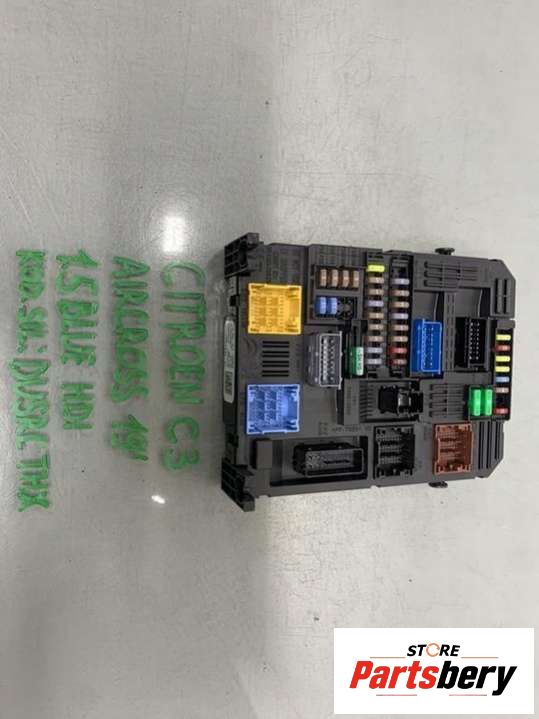 CITROEN C3
AIRCROSS 19'
1.5 BLUE HDI
KOD. SIL: DV5RC THX
STORE
Partsbery